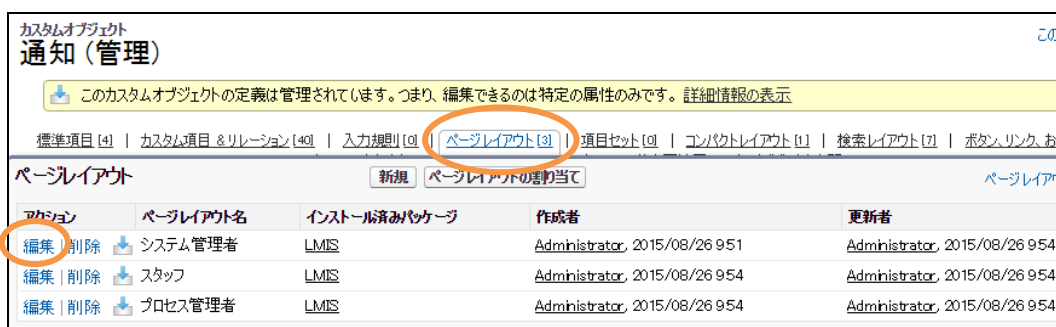 カスタムオブジェクト
通知 (管理)
この
このカスタムオブジェクトの定義は管理されています。つまり、編集できるのは特定の属性のみです。 詳細情報の表示
標準項目 [4] | カスタム項目 & リレーション [40] | 入力規則 [0] | ページレイアウト [3] | 項目セット [0] | コンパクトレイアウト [1] | 検索レイアウト [7] | ボタン、リンク、お
ページレイアウト 新規 ページレイアウトの割り当て ページレイアウ
アクション ページレイアウト名 インストール済みパッケージ 作成者 更新者
編集 | 削除 システム管理者 LMIS Administrator, 2015/08/26 9:51 Administrator, 2015/08/26 9:54
編集 | 削除 スタッフ LMIS Administrator, 2015/08/26 9:54 Administrator, 2015/08/26 9:54
編集 | 削除 プロセス管理者 LMIS Administrator, 2015/08/26 9:54 Administrator, 2015/08/26 9:54